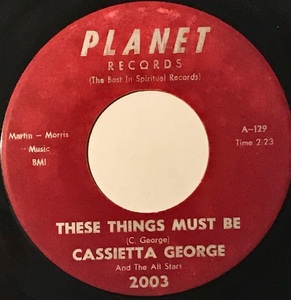 PLANET
RECORDS
(The Best In Spiritual Records)
Martin - Morris
Music
BMI
A-129
Time 2:23
THESE THINGS MUST BE
(C. George)
CASSIETTA GEORGE
And The All Stars
2003